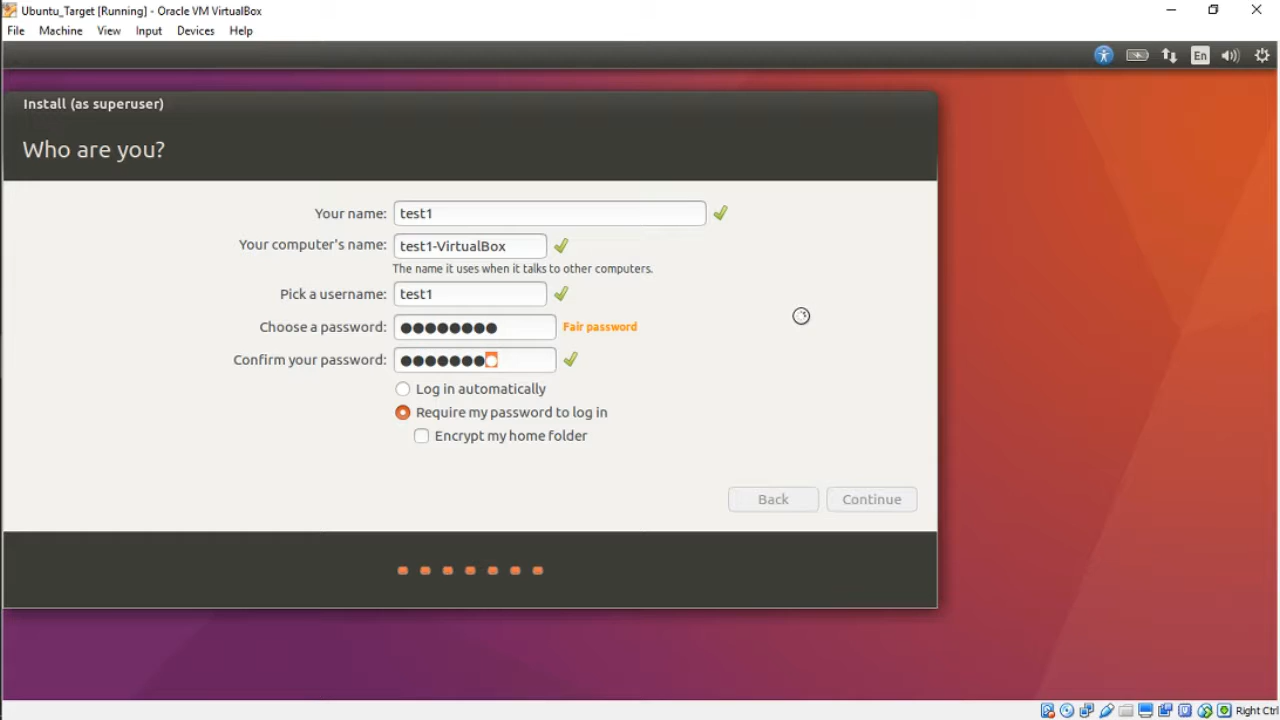 Ubuntu_Target [Running] - Oracle VM VirtualBox
File Machine View Input Devices Help
En
Install (as superuser)
Who are you?
Your name: test1
Your computer's name: test1-VirtualBox
The name it uses when it talks to other computers.
Pick a username: test1
Choose a password: ●●●●●●●● Fair password
Confirm your password: ●●●●●●●●
Log in automatically
Require my password to log in
Encrypt my home folder
Back Continue
Right Ctrl